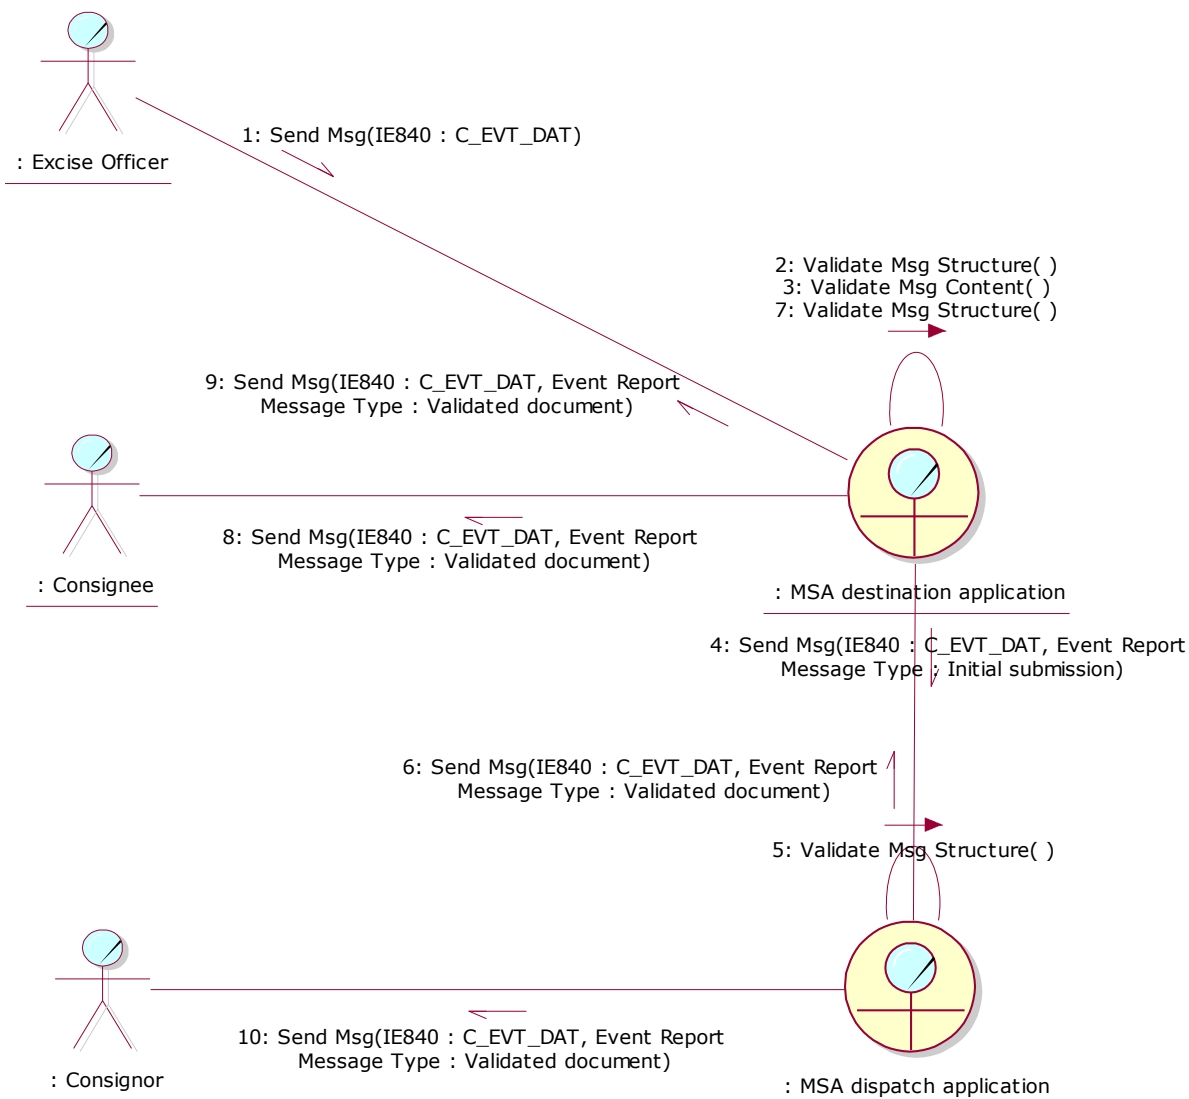 1: Send Msg(IE840 : C_EVT_DAT)
: Excise Officer
2: Validate Msg Structure( )
3: Validate Msg Content( )
7: Validate Msg Structure( )
9: Send Msg(IE840 : C_EVT_DAT, Event Report
Message Type : Validated document)
8: Send Msg(IE840 : C_EVT_DAT, Event Report
Message Type : Validated document)
: Consignee
: MSA destination application
4: Send Msg(IE840 : C_EVT_DAT, Event Report
Message Type : Initial submission)
6: Send Msg(IE840 : C_EVT_DAT, Event Report
Message Type : Validated document)
5: Validate Msg Structure( )
10: Send Msg(IE840 : C_EVT_DAT, Event Report
Message Type : Validated document)
: Consignor
: MSA dispatch application